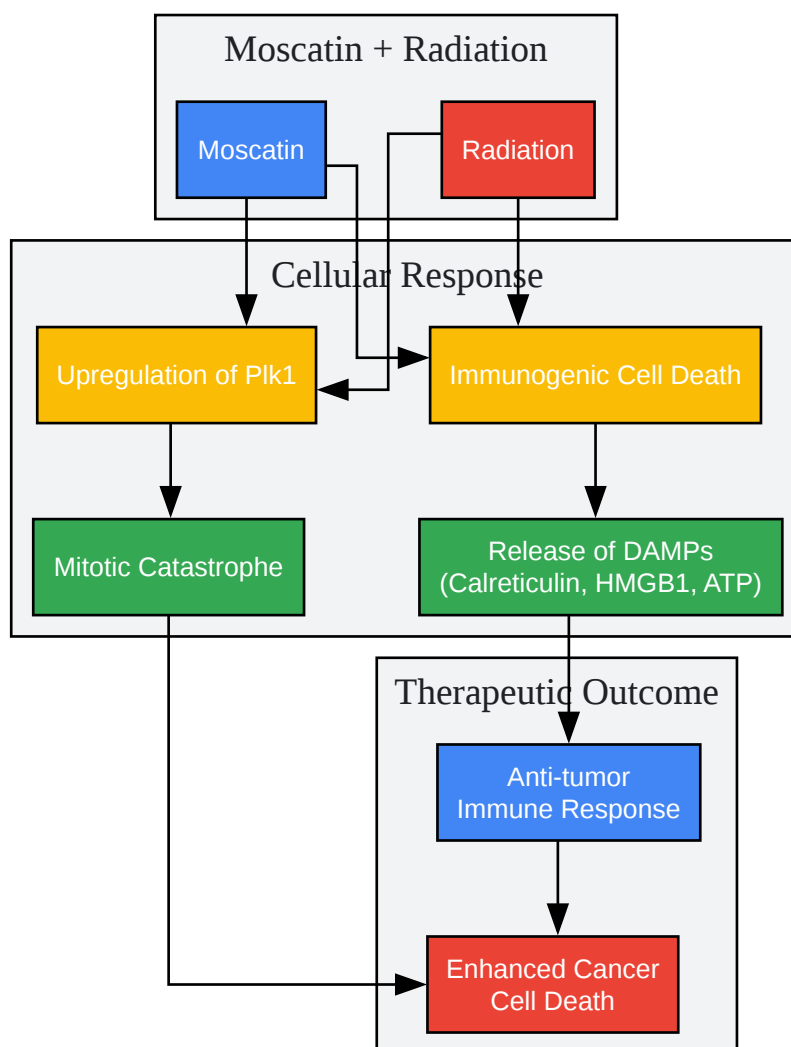 Moscatin + Radiation
Moscatin
Radiation
Cellular Response
Upregulation of Plk1
Immunogenic Cell Death
Mitotic Catastrophe
Release of DAMPs
(Calreticulin, HMGB1, ATP)
Therapeutic Outcome
Anti-tumor
Immune Response
Enhanced Cancer
Cell Death